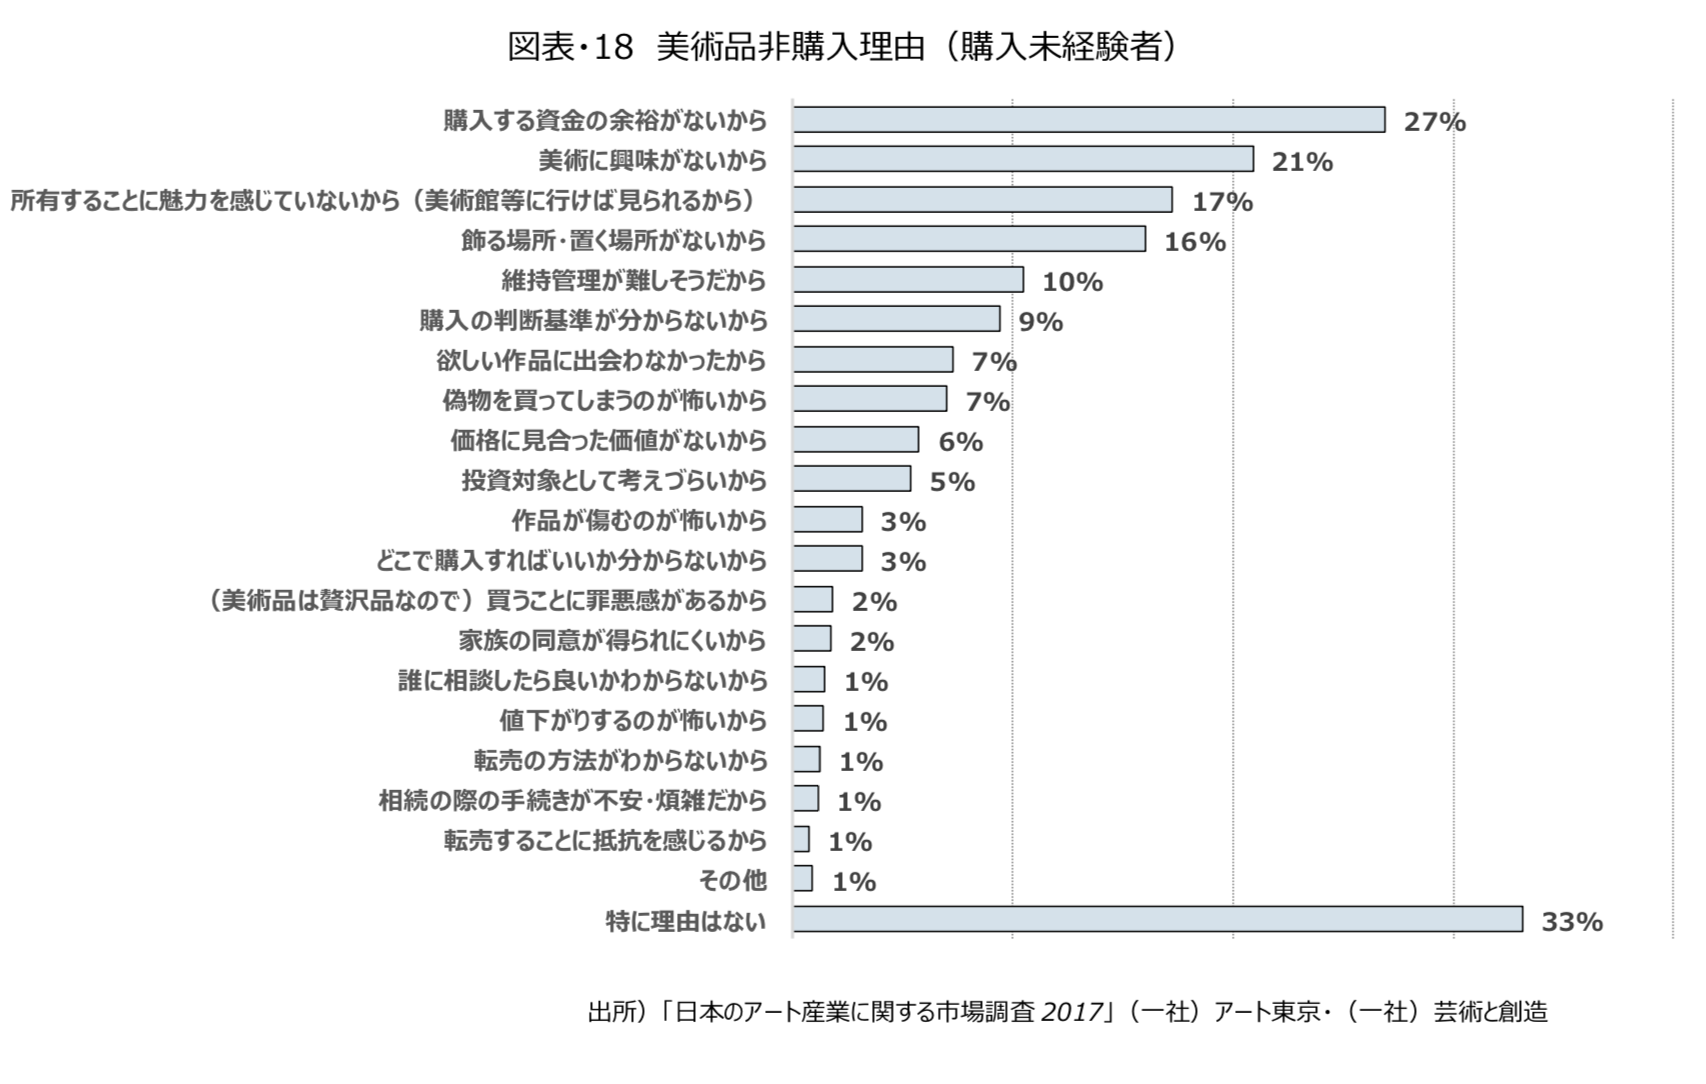 図表・18 美術品非購入理由（購入未経験者）
購入する資金の余裕がないから 27%
美術に興味がないから 21%
所有することに魅力を感じていないから（美術館等に行けば見られるから） 17%
飾る場所・置く場所がないから 16%
維持管理が難しそうだから 10%
購入の判断基準が分からないから 9%
欲しい作品に出会わなかったから 7%
偽物を買ってしまうのが怖いから 7%
価格に見合った価値がないから 6%
投資対象として考えづらいから 5%
作品が傷むのが怖いから 3%
どこで購入すればいいか分からないから 3%
（美術品は贅沢品なので）買うことに罪悪感があるから 2%
家族の同意が得られにくいから 2%
誰に相談したら良いかわからないから 1%
値下がりするのが怖いから 1%
転売の方法がわからないから 1%
相続の際の手続きが不安・煩雑だから 1%
転売することに抵抗を感じるから 1%
その他 1%
特に理由はない 33%
出所）「日本のアート産業に関する市場調査2017」（一社）アート東京・（一社）芸術と創造